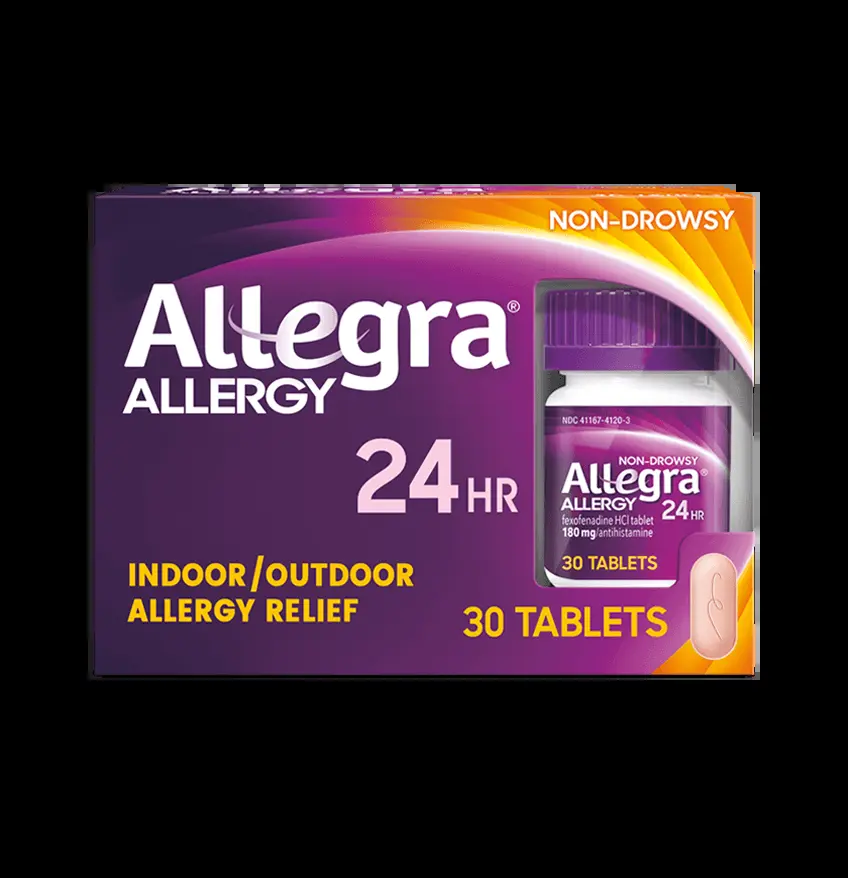 NON-DROWSY
Allegra®
ALLERGY
24 HR
INDOOR/OUTDOOR
ALLERGY RELIEF
30 TABLETS
NDC 41167-4120-3
NON-DROWSY
Allegra®
ALLERGY
24 HR
fexofenadine HCl tablet
180 mg/antihistamine
30 TABLETS